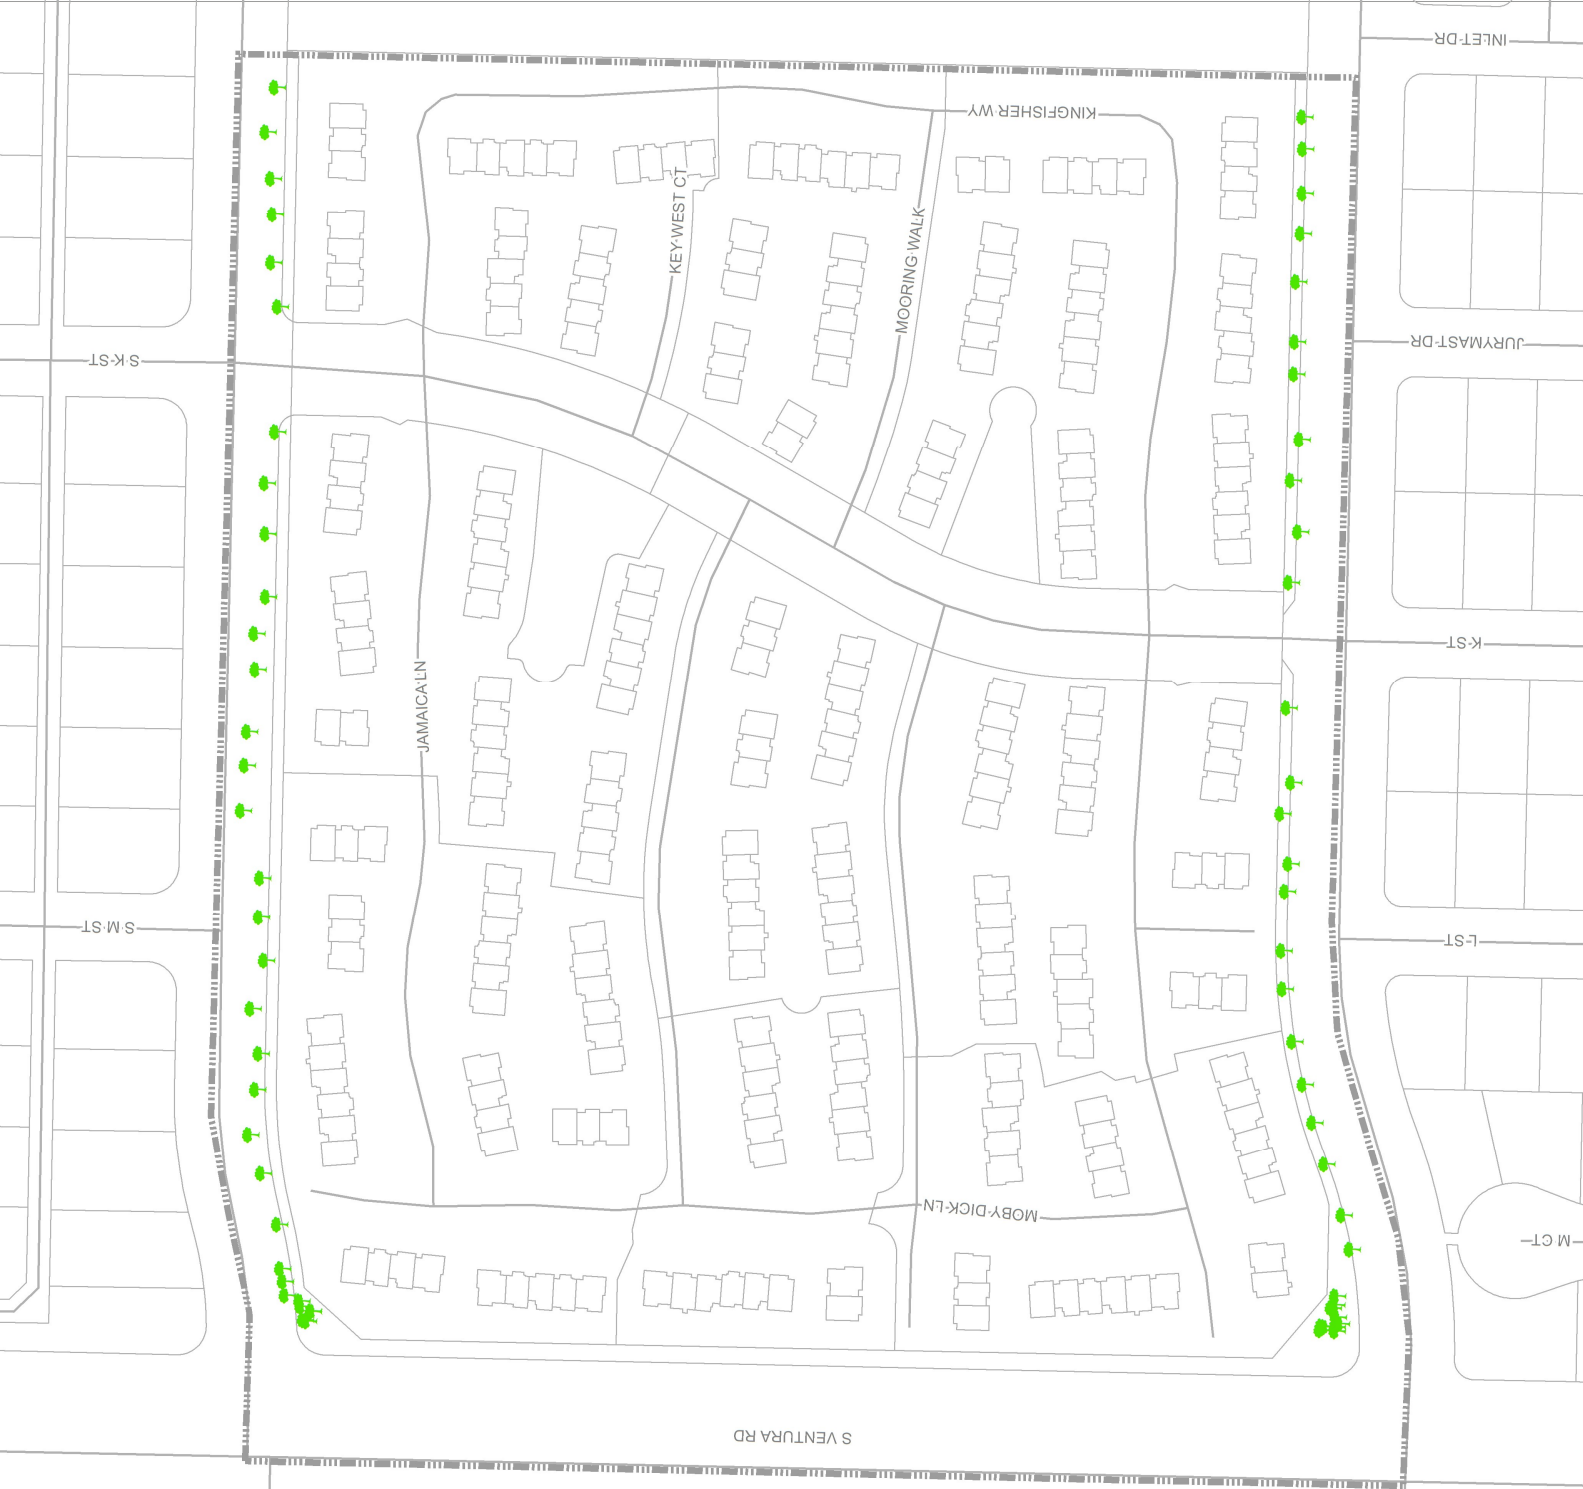 INLET DR
KINGFISHER WY
KEY WEST CT
MOORING WALK
S K ST
JURYMAST DR
K ST
JAMAICA LN
S M ST
L ST
MOBY DICK LN
M CT
S VENTURA RD